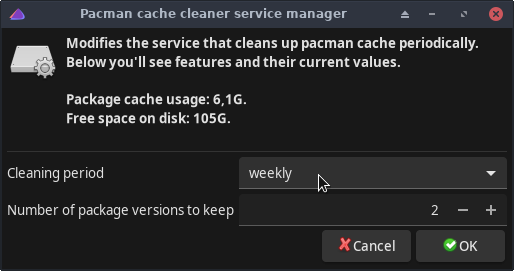 Pacman cache cleaner service manager
Modifies the service that cleans up pacman cache periodically.
Below you'll see features and their current values.
Package cache usage: 6,1G.
Free space on disk: 105G.
Cleaning period weekly
Number of package versions to keep 2
Cancel OK